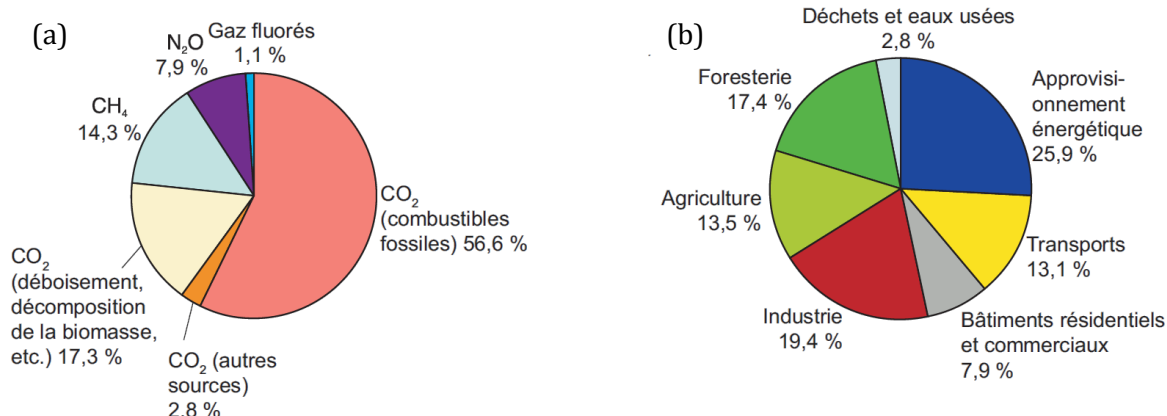 (a)
Gaz fluorés
1,1 %
N₂O
7,9 %
CH₄
14,3 %
CO₂
(combustibles
fossiles) 56,6 %
CO₂
(déboisement,
décomposition
de la biomasse,
etc.) 17,3 %
CO₂ (autres
sources)
2,8 %
(b)
Déchets et eaux usées
2,8 %
Foresterie
17,4 %
Approvisi-
onnement
énergétique
25,9 %
Agriculture
13,5 %
Transports
13,1 %
Industrie
19,4 %
Bâtiments résidentiels
et commerciaux
7,9 %